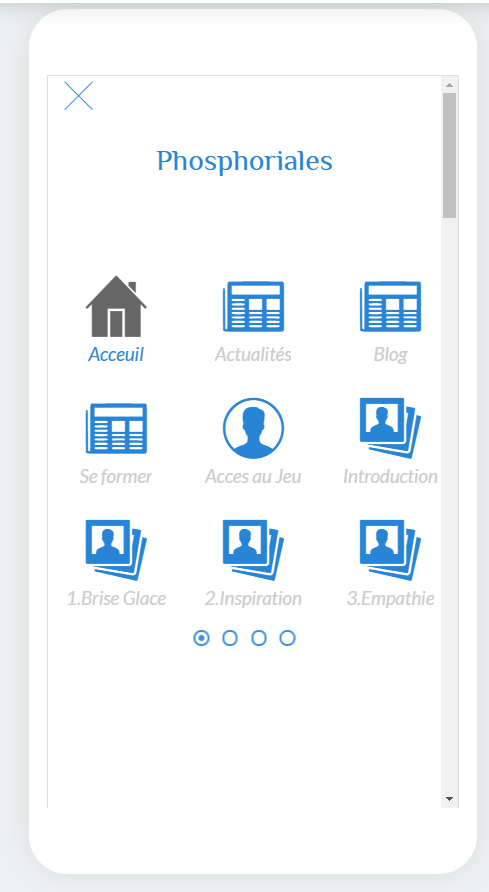 Phosphoriales
Acceuil Actualités Blog
Se former Acces au Jeu Introduction
1.Brise Glace 2.Inspiration 3.Empathie